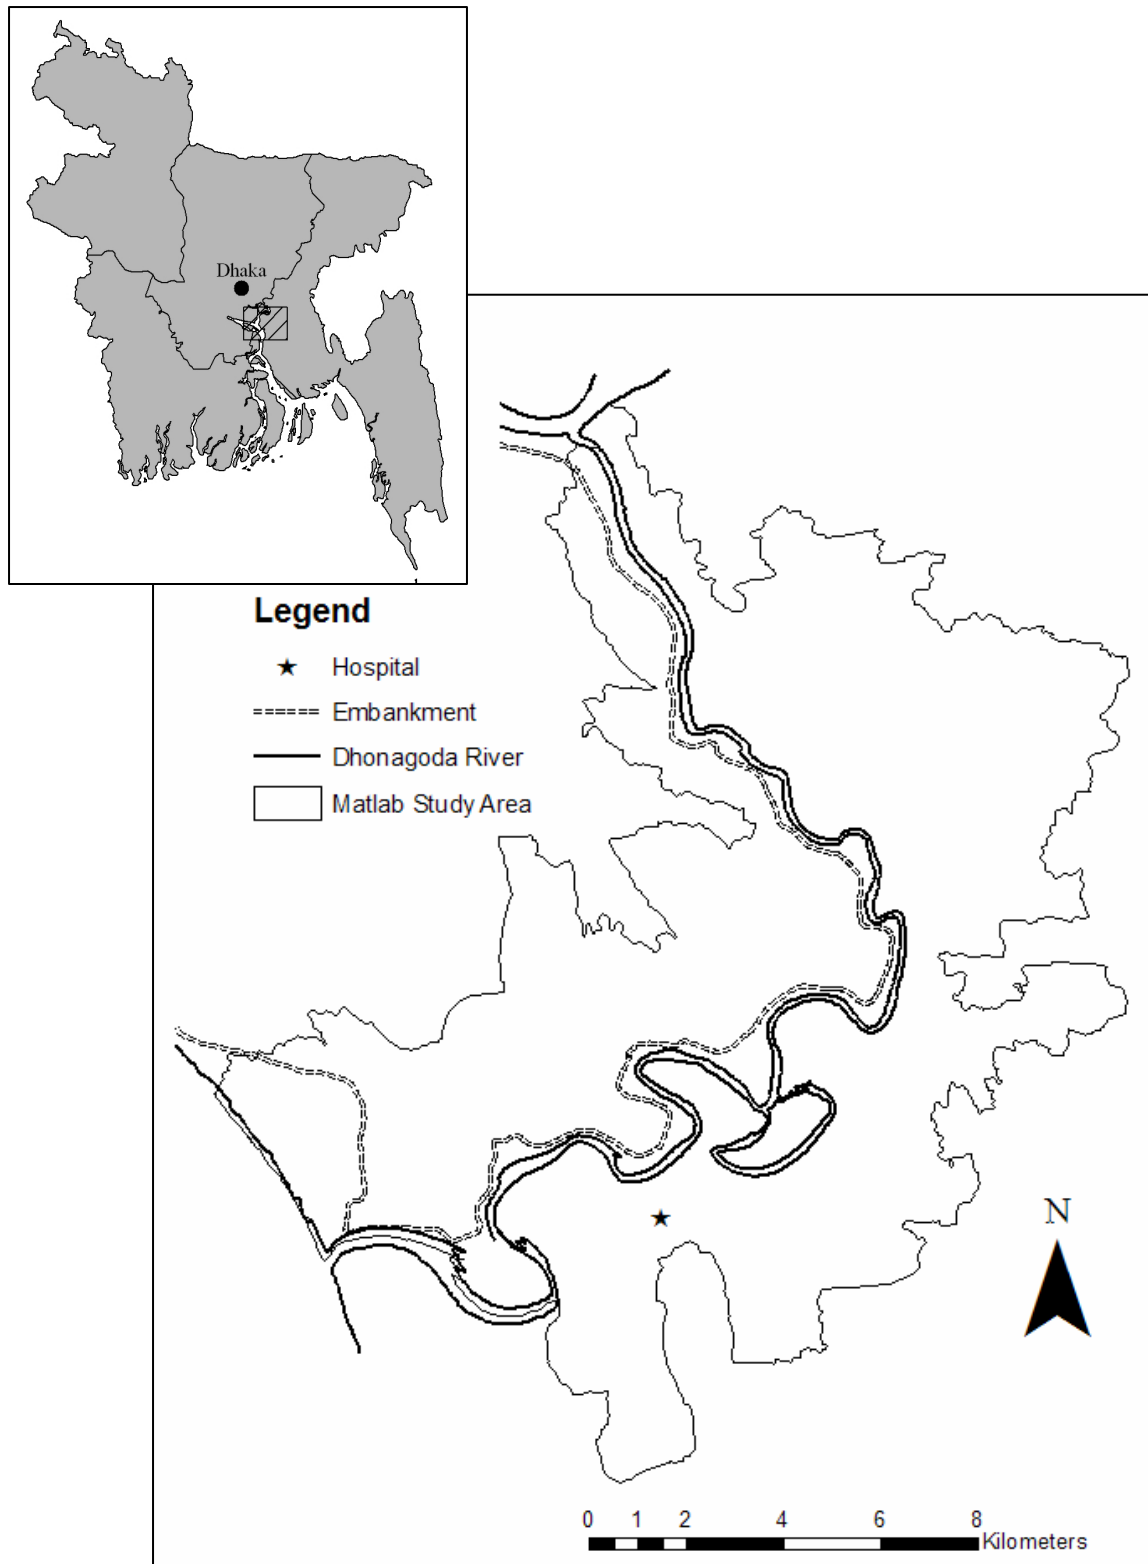 Dhaka
Legend
Hospital
Embankment
Dhonagoda River
Matlab Study Area
N
0 1 2 4 6 8
Kilometers